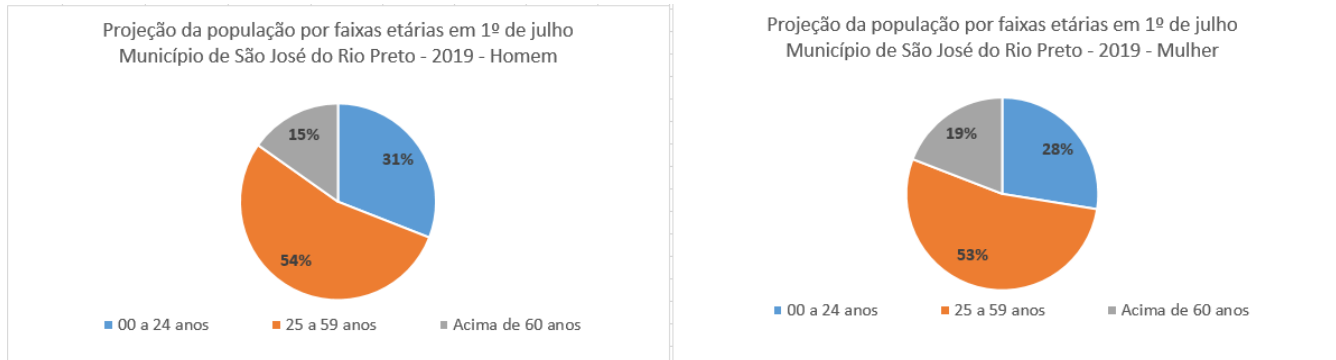 Projeção da população por faixas etárias em 1º de julho
Município de São José do Rio Preto - 2019 - Homem
15%
31%
54%
00 a 24 anos
25 a 59 anos
Acima de 60 anos
Projeção da população por faixas etárias em 1º de julho
Município de São José do Rio Preto - 2019 - Mulher
19%
28%
53%
00 a 24 anos
25 a 59 anos
Acima de 60 anos